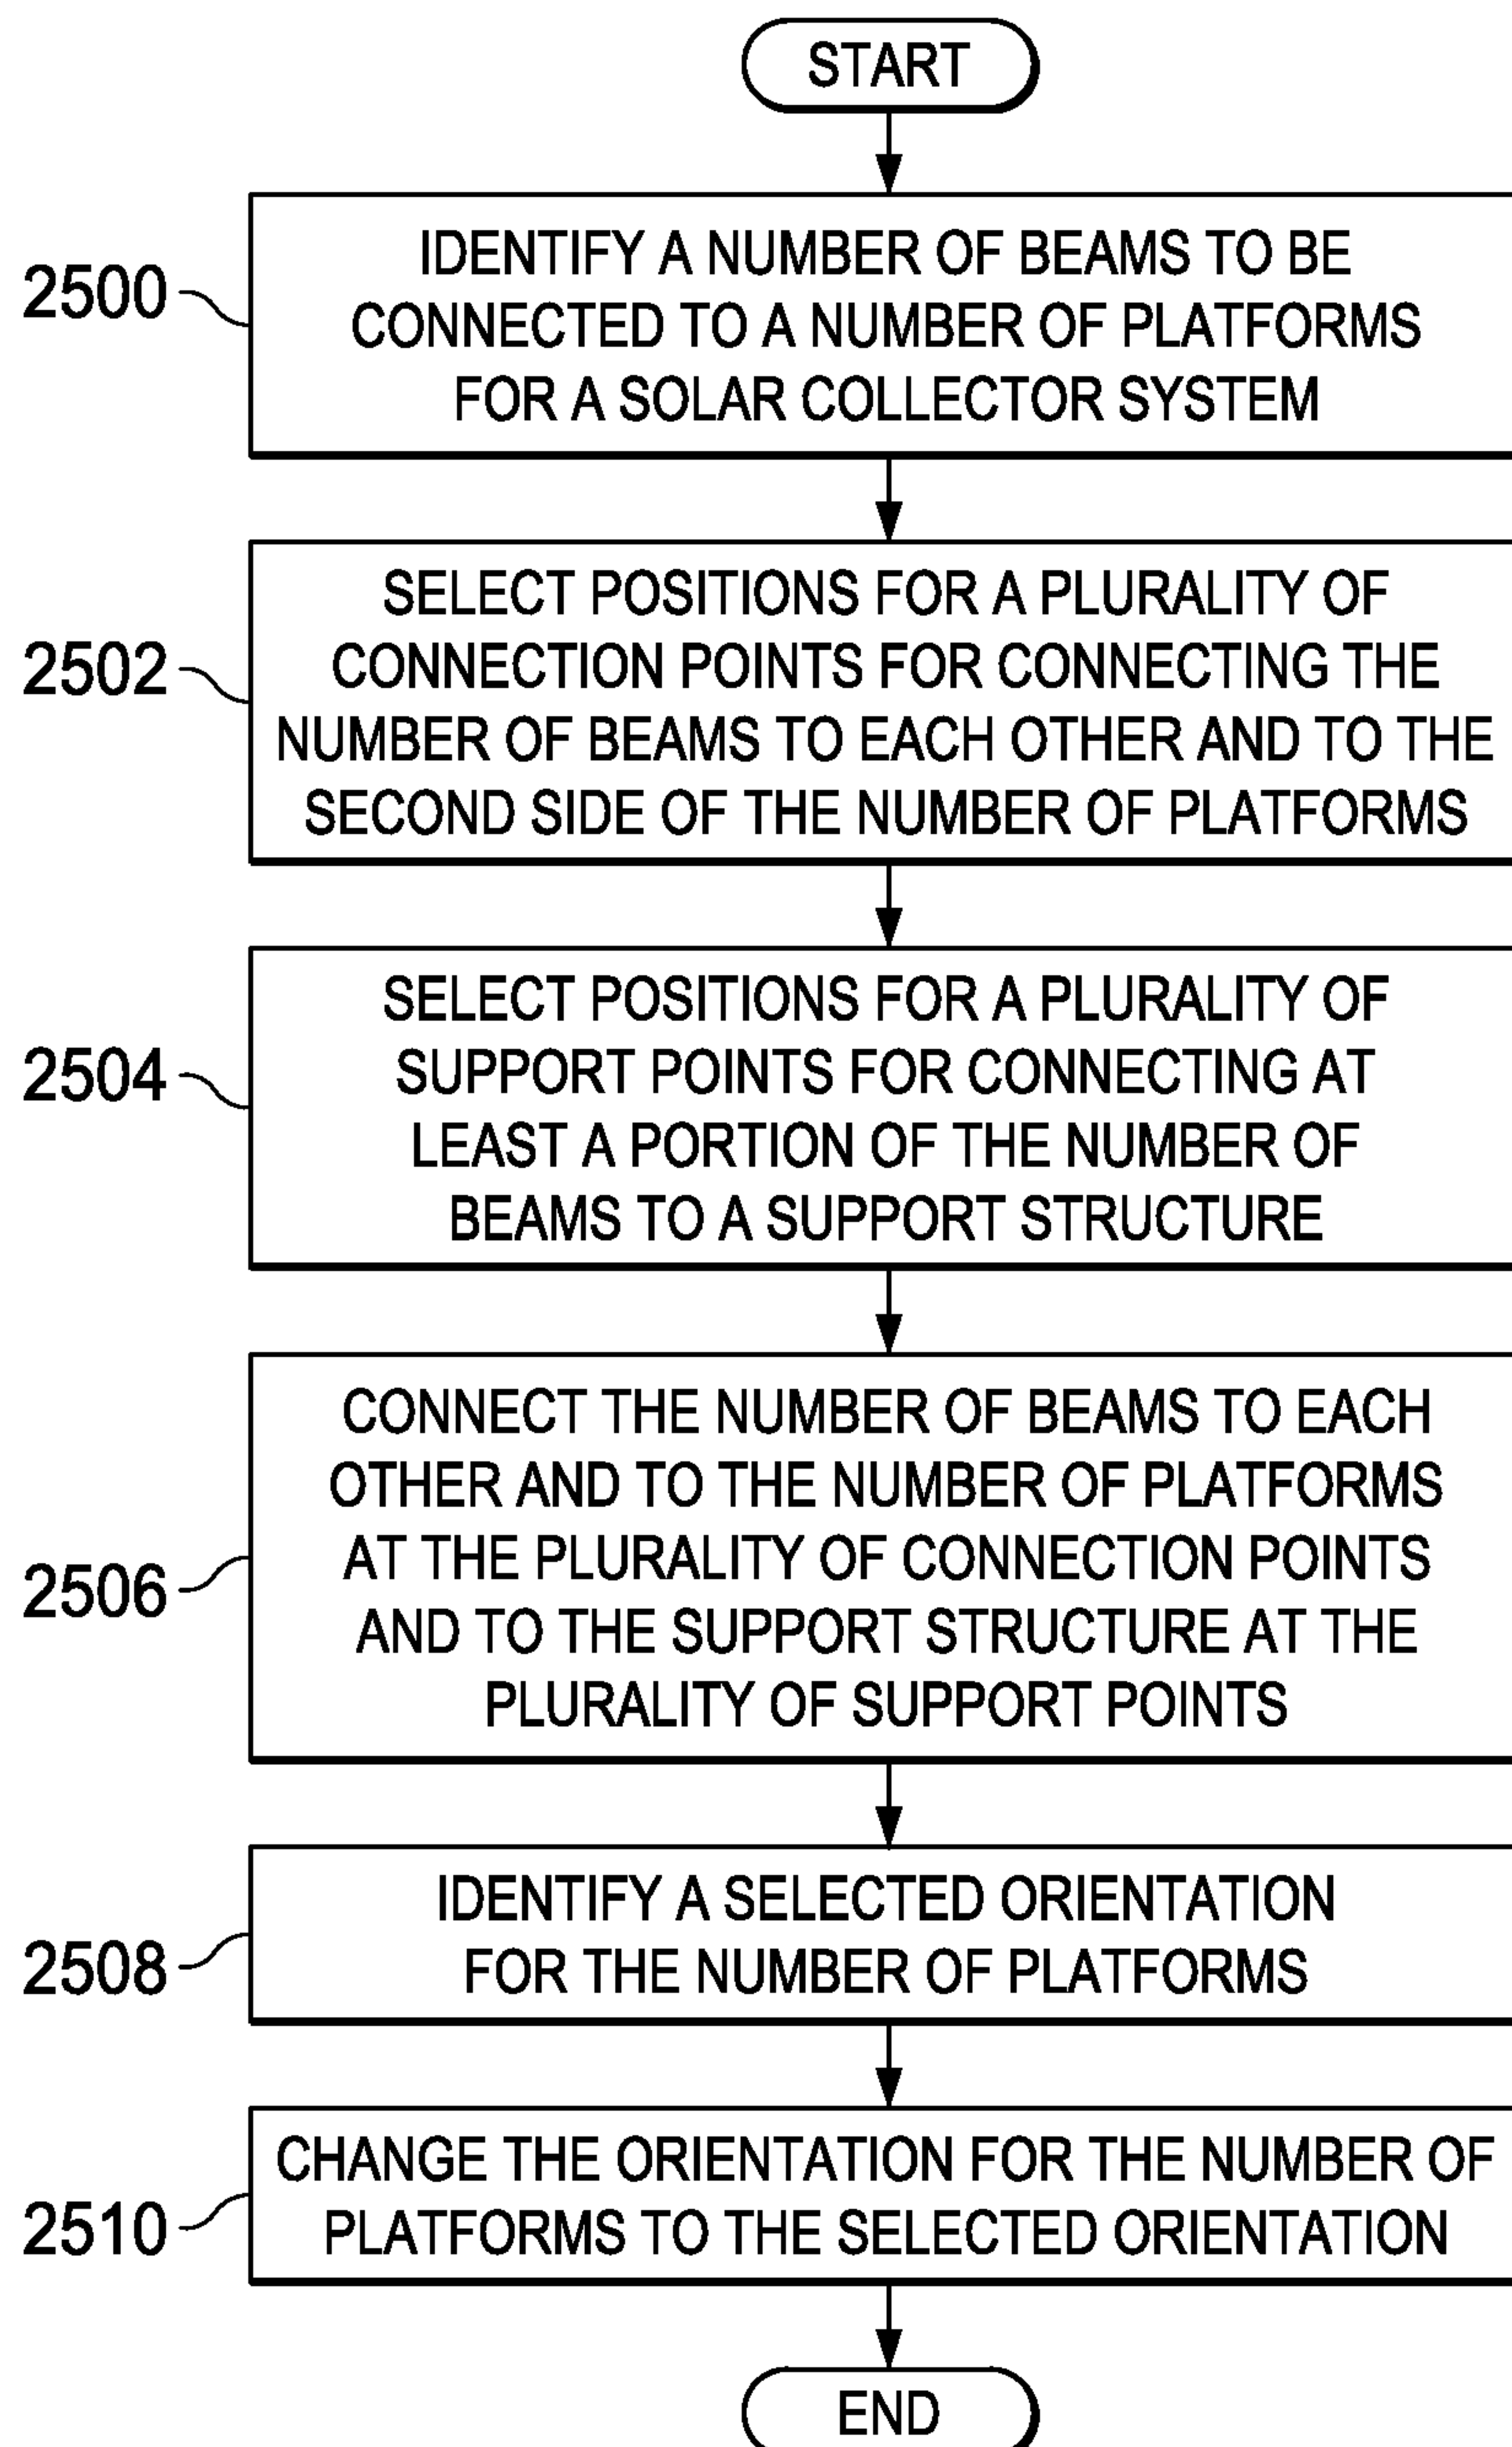 START
2500
IDENTIFY A NUMBER OF BEAMS TO BE
CONNECTED TO A NUMBER OF PLATFORMS
FOR A SOLAR COLLECTOR SYSTEM
2502
SELECT POSITIONS FOR A PLURALITY OF
CONNECTION POINTS FOR CONNECTING THE
NUMBER OF BEAMS TO EACH OTHER AND TO THE
SECOND SIDE OF THE NUMBER OF PLATFORMS
2504
SELECT POSITIONS FOR A PLURALITY OF
SUPPORT POINTS FOR CONNECTING AT
LEAST A PORTION OF THE NUMBER OF
BEAMS TO A SUPPORT STRUCTURE
2506
CONNECT THE NUMBER OF BEAMS TO EACH
OTHER AND TO THE NUMBER OF PLATFORMS
AT THE PLURALITY OF CONNECTION POINTS
AND TO THE SUPPORT STRUCTURE AT THE
PLURALITY OF SUPPORT POINTS
2508
IDENTIFY A SELECTED ORIENTATION
FOR THE NUMBER OF PLATFORMS
2510
CHANGE THE ORIENTATION FOR THE NUMBER OF
PLATFORMS TO THE SELECTED ORIENTATION
END